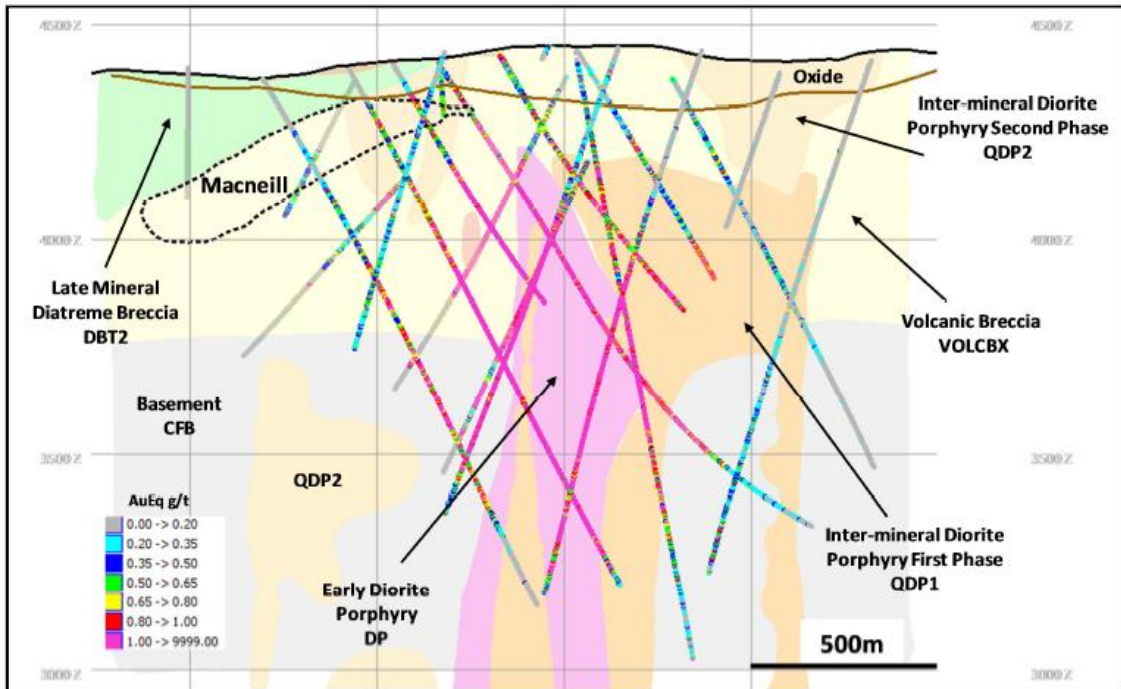 4500 Z
4500 Z
Oxide
Inter-mineral Diorite
Porphyry Second Phase
QDP2
Macneill
4000 Z
4000 Z
Late Mineral
Diatreme Breccia
DBT2
Volcanic Breccia
VOLCBX
Basement
CFB
3500 Z
3500 Z
QDP2
AuEq g/t
0.00 -> 0.20
0.20 -> 0.35
0.35 -> 0.50
0.50 -> 0.65
0.65 -> 0.80
0.80 -> 1.00
1.00 -> 9999.00
Early Diorite
Porphyry
DP
Inter-mineral Diorite
Porphyry First Phase
QDP1
500m
3000 Z
3000 Z